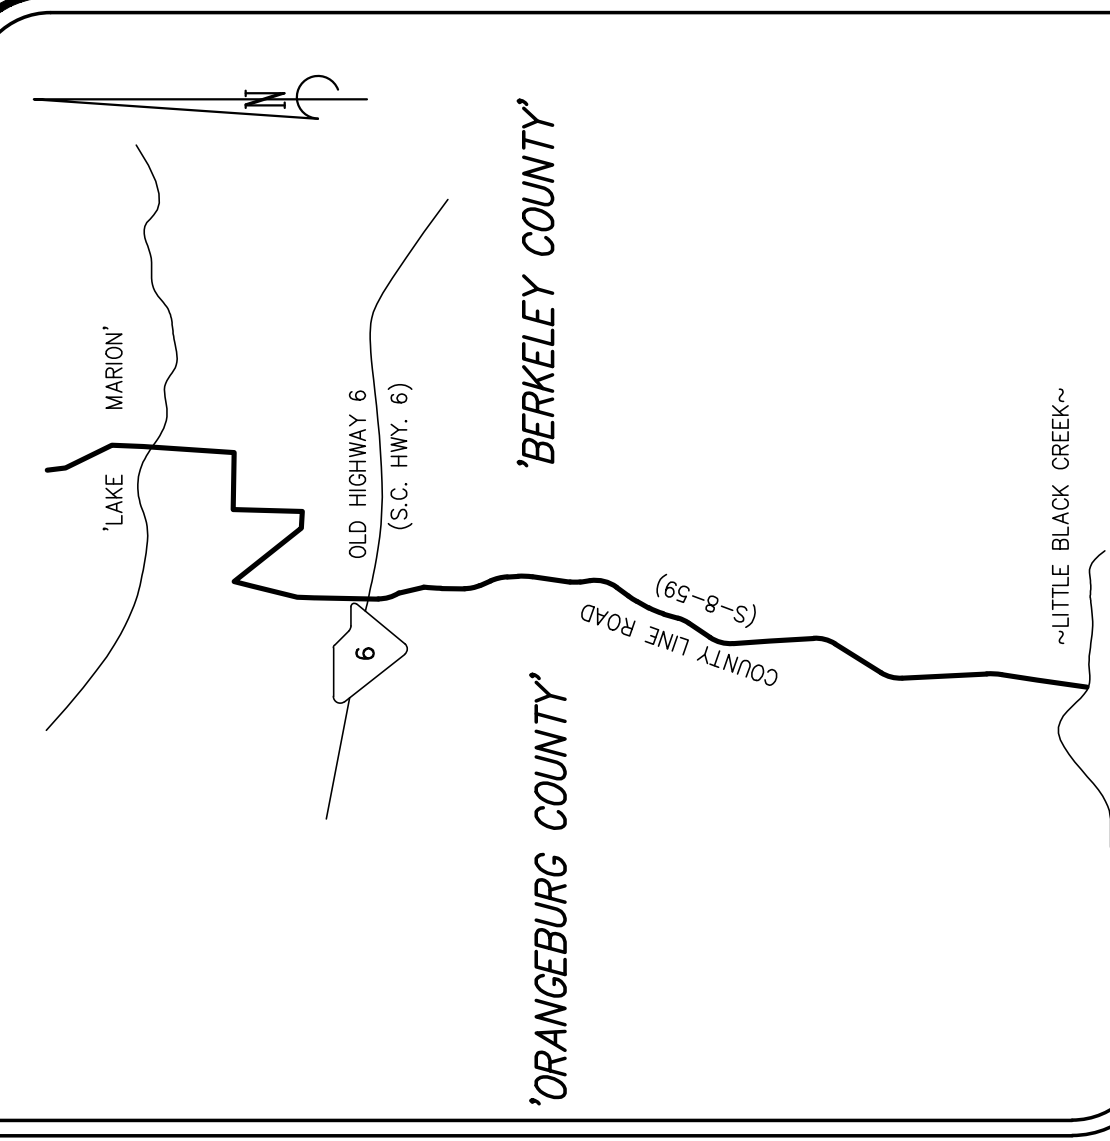 N
'LAKE MARION'
OLD HIGHWAY 6
(S.C. HWY. 6)
6
'BERKELEY COUNTY'
'ORANGEBURG COUNTY'
COUNTY LINE ROAD
(S-8-59)
~LITTLE BLACK CREEK~